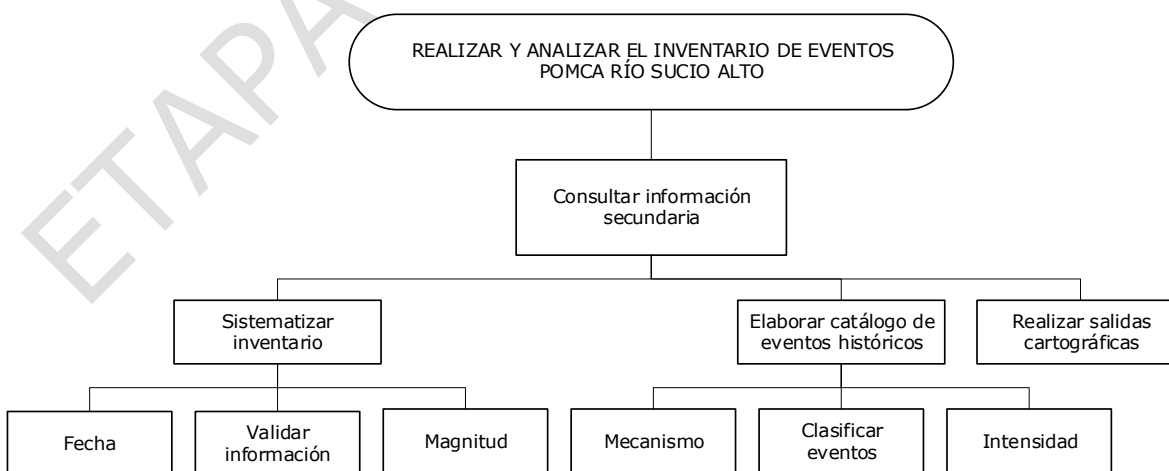 REALIZAR Y ANALIZAR EL INVENTARIO DE EVENTOS
POMCA RÍO SUCIO ALTO
Consultar información
secundaria
Sistematizar
inventario
Elaborar catálogo de
eventos históricos
Realizar salidas
cartográficas
Fecha
Validar
información
Magnitud
Mecanismo
Clasificar
eventos
Intensidad
ETAPA